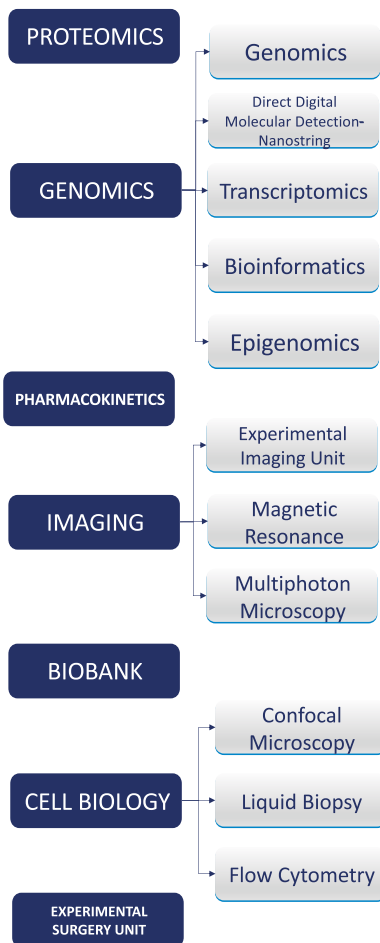 PROTEOMICS
Genomics
Direct Digital
Molecular Detection-
Nanostring
GENOMICS
Transcriptomics
Bioinformatics
Epigenomics
PHARMACOKINETICS
Experimental
Imaging Unit
IMAGING
Magnetic
Resonance
Multiphoton
Microscopy
BIOBANK
Confocal
Microscopy
CELL BIOLOGY
Liquid Biopsy
Flow Cytometry
EXPERIMENTAL
SURGERY UNIT